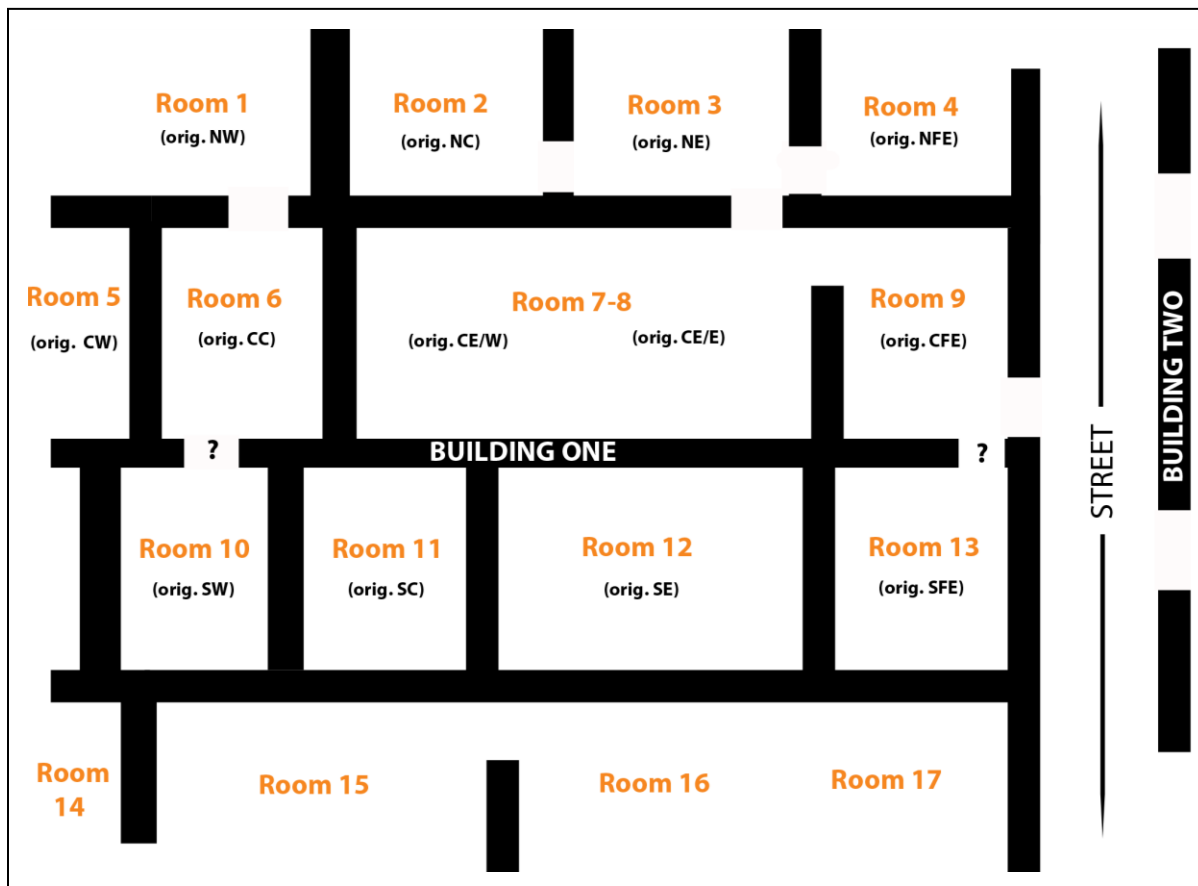 Room 1
(orig. NW)
Room 2
(orig. NC)
Room 3
(orig. NE)
Room 4
(orig. NFE)
Room 5
(orig. CW)
Room 6
(orig. CC)
Room 7-8
(orig. CE/W)
(orig. CE/E)
Room 9
(orig. CFE)
?
BUILDING ONE
?
STREET
BUILDING TWO
Room 10
(orig. SW)
Room 11
(orig. SC)
Room 12
(orig. SE)
Room 13
(orig. SFE)
Room
14
Room 15
Room 16
Room 17